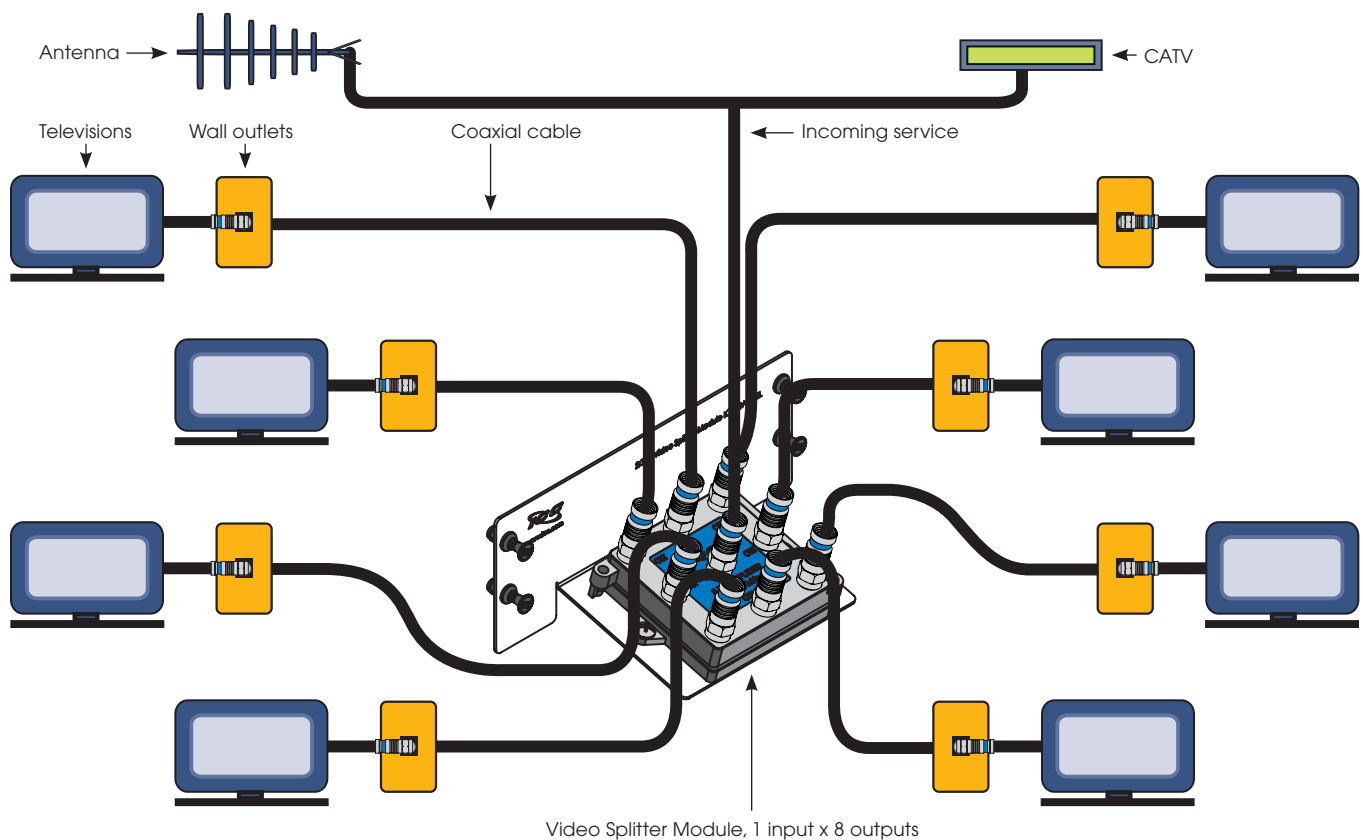 Antenna
CATV
Televisions
Wall outlets
Coaxial cable
Incoming service
Video Splitter Module, 1 input x 8 outputs